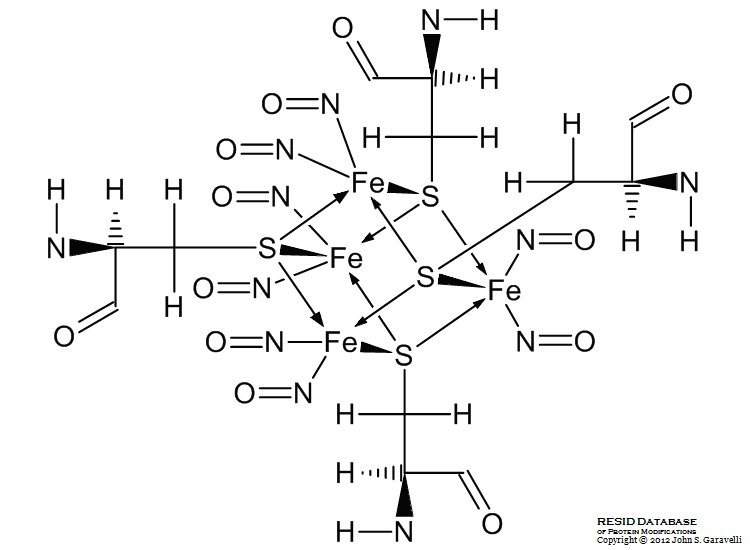 N H
O
H
O N
O
H
O N
H H
H
Fe
O N
S
H
N
H H H
H
H
N S Fe
S
N O
O N
Fe
H
O
O N Fe
S
N O
O N
H H
H
O
H N
RESID DATABASE
OF PROTEIN MODIFICATIONS
Copyright © 2012 John S. Garavelli